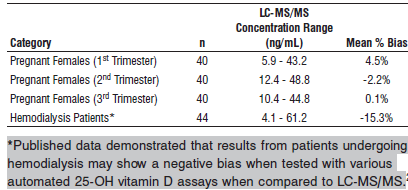 LC-MS/MS
Concentration Range
Category n (ng/mL) Mean % Bias
Pregnant Females (1st Trimester) 40 5.9 - 43.2 4.5%
Pregnant Females (2nd Trimester) 40 12.4 - 48.8 -2.2%
Pregnant Females (3rd Trimester) 40 10.4 - 44.8 0.1%
Hemodialysis Patients* 44 4.1 - 61.2 -15.3%
*Published data demonstrated that results from patients undergoing
hemodialysis may show a negative bias when tested with various
automated 25-OH vitamin D assays when compared to LC-MS/MS.